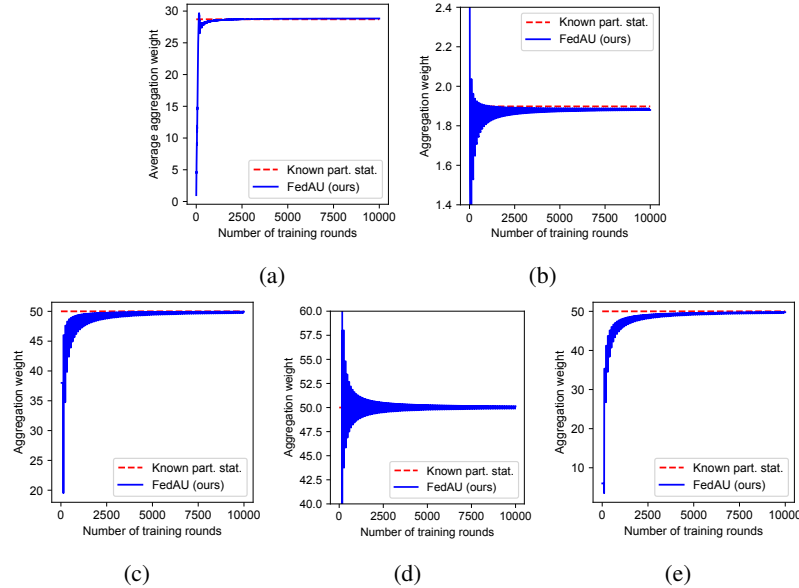 30
25
20
15
10
5
0
Average aggregation weight
Known part. stat.
FedAU (ours)
0 2500 5000 7500 10000
Number of training rounds
(a)
2.4
2.2
2.0
1.8
1.6
1.4
Aggregation weight
Known part. stat.
FedAU (ours)
0 2500 5000 7500 10000
Number of training rounds
(b)
50
45
40
35
30
25
20
Aggregation weight
Known part. stat.
FedAU (ours)
0 2500 5000 7500 10000
Number of training rounds
(c)
60.0
57.5
55.0
52.5
50.0
47.5
45.0
42.5
40.0
Aggregation weight
Known part. stat.
FedAU (ours)
0 2500 5000 7500 10000
Number of training rounds
(d)
50
40
30
20
10
Aggregation weight
Known part. stat.
FedAU (ours)
0 2500 5000 7500 10000
Number of training rounds
(e)